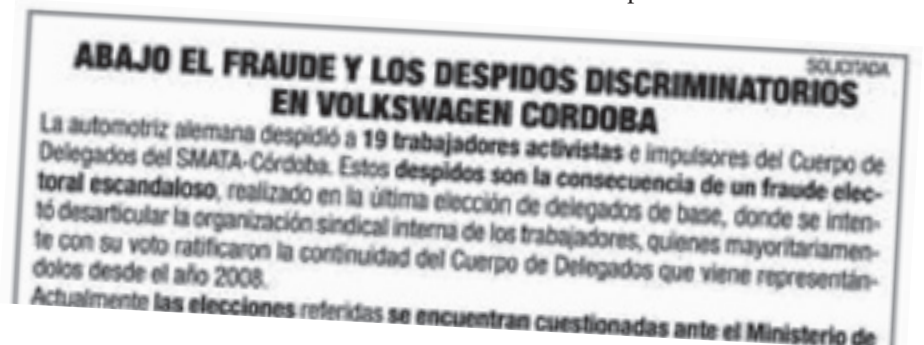 SOLICITADA
ABAJO EL FRAUDE Y LOS DESPIDOS DISCRIMINATORIOS
EN VOLKSWAGEN CORDOBA
La automotriz alemana despidió a 19 trabajadores activistas e impulsores del Cuerpo de
Delegados del SMATA-Córdoba. Estos despidos son la consecuencia de un fraude elec-
toral escandaloso, realizado en la última elección de delegados de base, donde se inten-
tó desarticular la organización sindical interna de los trabajadores, quienes mayoritariamen-
te con su voto ratificaron la continuidad del Cuerpo de Delegados que viene representán-
dolos desde el año 2008.
Actualmente las elecciones referidas se encuentran cuestionadas ante el Ministerio de